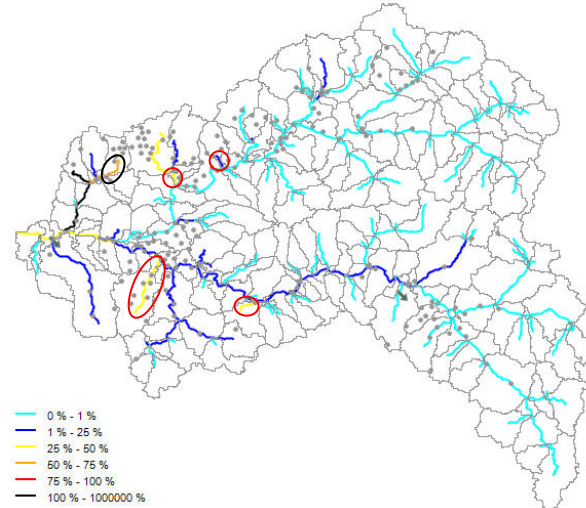 0 % - 1 %
1 % - 25 %
25 % - 50 %
50 % - 75 %
75 % - 100 %
100 % - 1000000 %